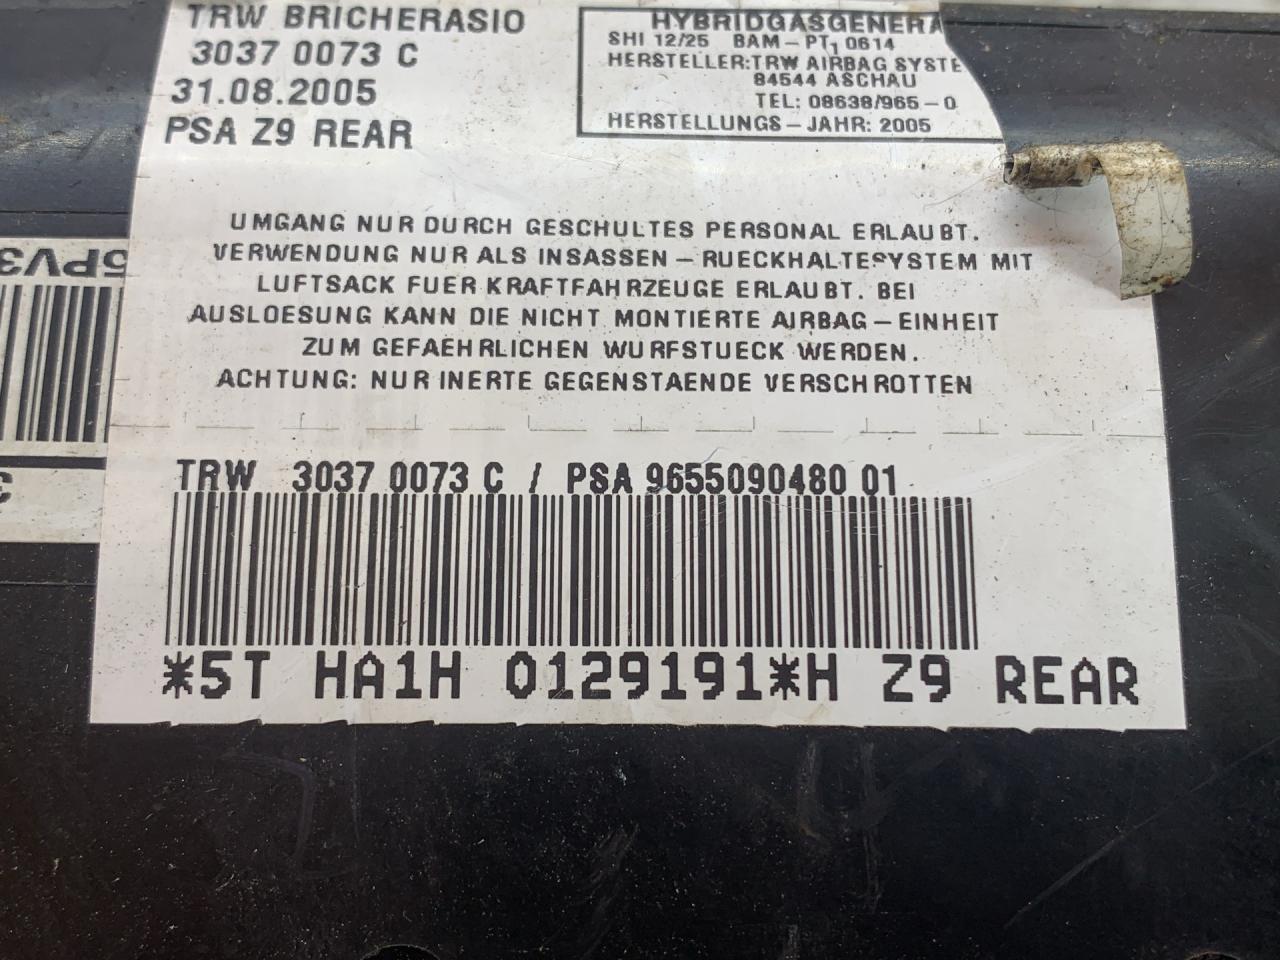 TRW BRICHERASIO
3037 0073 C
31.08.2005
PSA Z9 REAR
HYBRIDGASGENERA
SHI 12/25 BAM-PT1 0614
HERSTELLER:TRW AIRBAG SYSTE
84544 ASCHAU
TEL: 08638/965-0
HERSTELLUNGS-JAHR: 2005
UMGANG NUR DURCH GESCHULTES PERSONAL ERLAUBT.
VERWENDUNG NUR ALS INSASSEN-RUECKHALTESYSTEM MIT
LUFTSACK FUER KRAFTFAHRZEUGE ERLAUBT. BEI
AUSLOESUNG KANN DIE NICHT MONTIERTE AIRBAG-EINHEIT
ZUM GEFAEHRLICHEN WURFSTUECK WERDEN.
ACHTUNG: NUR INERTE GEGENSTAENDE VERSCHROTTEN
TRW 3037 0073 C / PSA 9655090480 01
*5T HA1H 0129191*H Z9 REAR